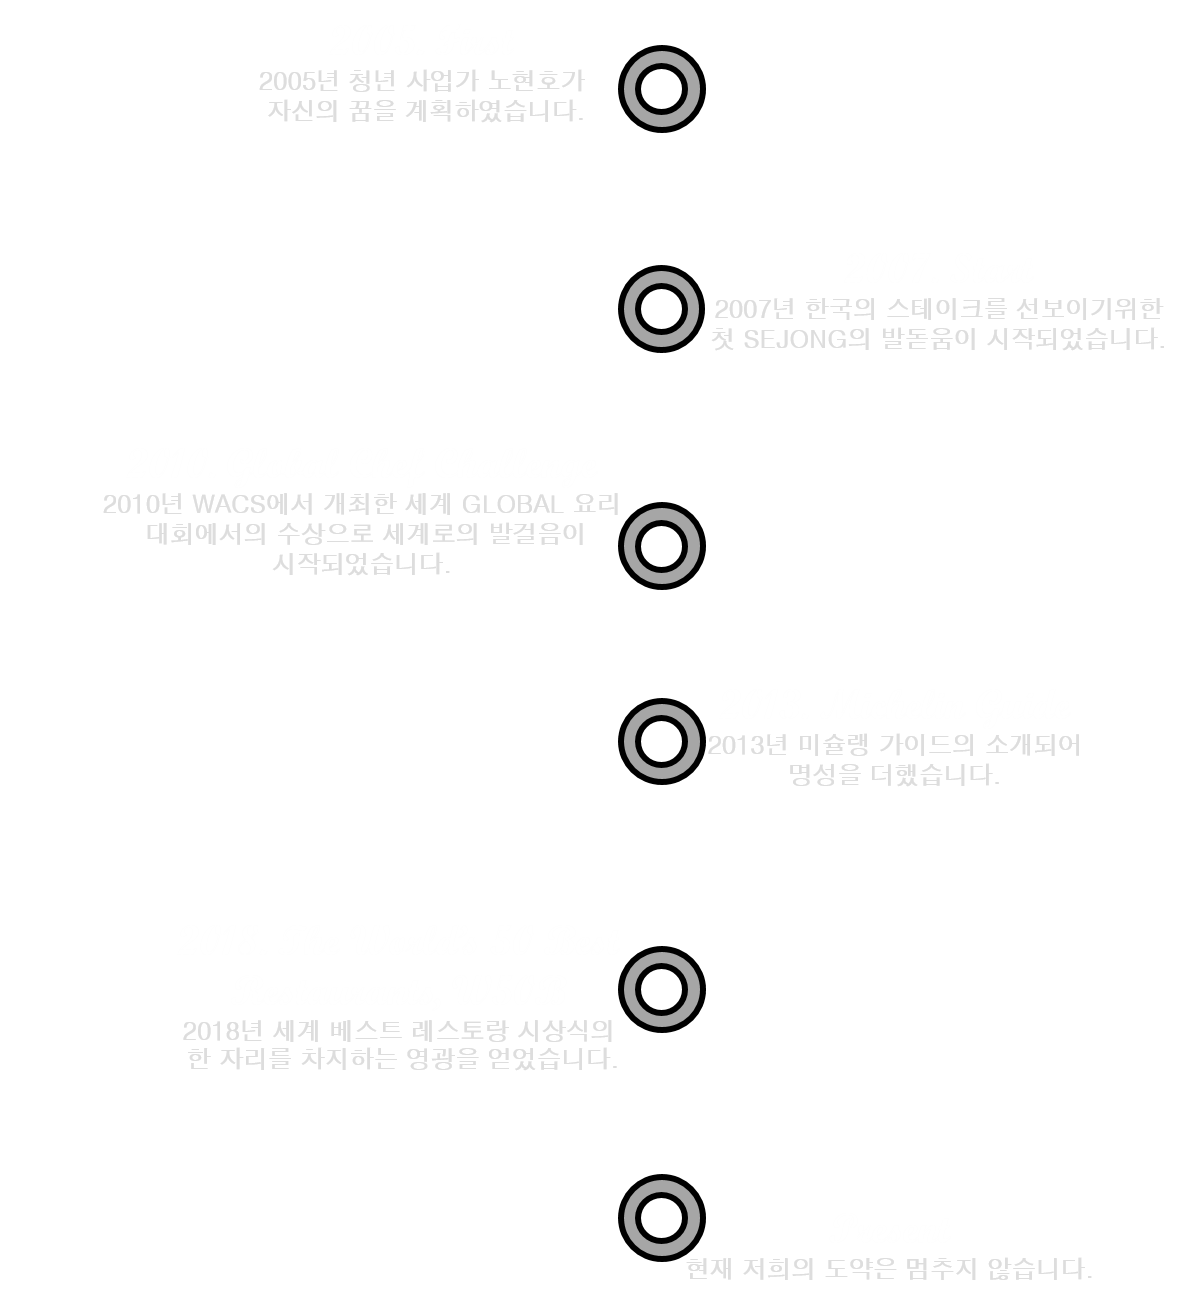 2005년 청년 사업가 노현호가
자신의 꿈을 계획하였습니다.
2007년 한국의 스테이크를 선보이기위한
첫 SEJONG의 발돋움이 시작되었습니다.
2010년 WACS에서 개최한 세계 GLOBAL 요리
대회에서의 수상으로 세계로의 발걸음이
시작되었습니다.
2013년 미슐랭 가이드의 소개되어
명성을 더했습니다.
2018년 세계 베스트 레스토랑 시상식의
한 자리를 차지하는 영광을 얻었습니다.
현재 저희의 도약은 멈추지 않습니다.